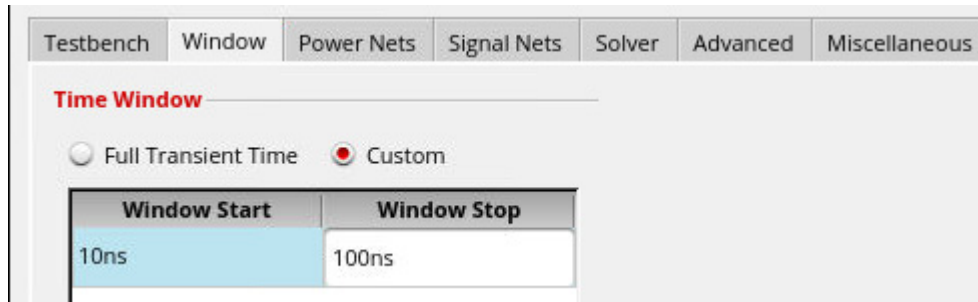 Testbench Window Power Nets Signal Nets Solver Advanced Miscellaneous
Time Window
Full Transient Time Custom
Window Start Window Stop
10ns 100ns